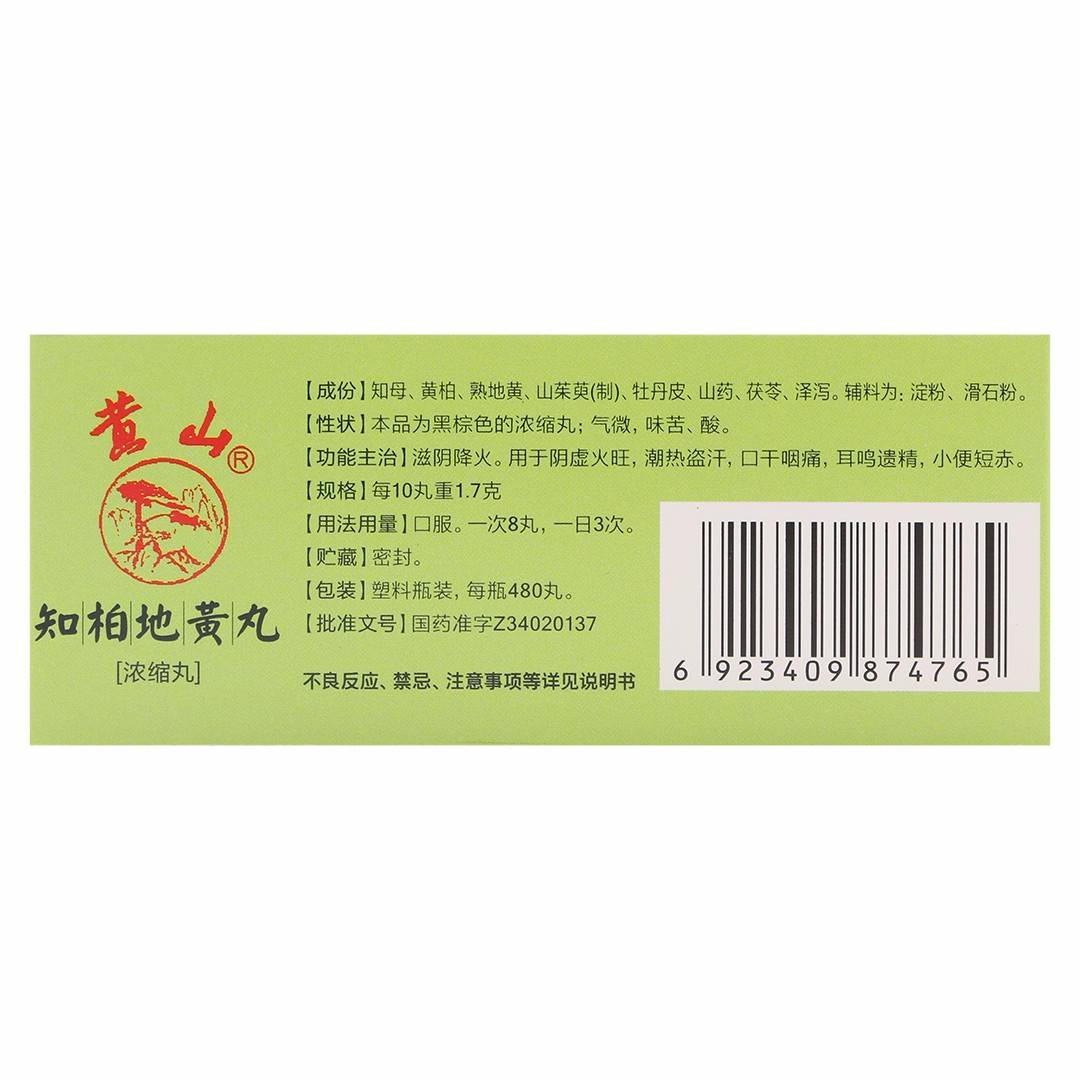 黄山®
知柏地黄丸
[浓缩丸]
【成份】知母、黄柏、熟地黄、山茱萸(制)、牡丹皮、山药、茯苓、泽泻。辅料为：淀粉、滑石粉。
【性状】本品为黑棕色的浓缩丸；气微，味苦、酸。
【功能主治】滋阴降火。用于阴虚火旺，潮热盗汗，口干咽痛，耳鸣遗精，小便短赤。
【规格】每10丸重1.7克
【用法用量】口服。一次8丸，一日3次。
【贮藏】密封。
【包装】塑料瓶装，每瓶480丸。
【批准文号】国药准字Z34020137
不良反应、禁忌、注意事项等详见说明书
6 923409 874765